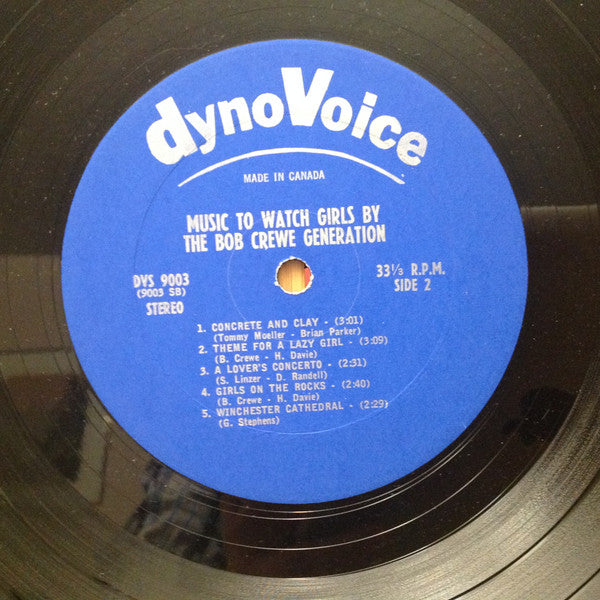 dynoVoice
MADE IN CANADA
MUSIC TO WATCH GIRLS BY
THE BOB CREWE GENERATION
DVS 9003
(9003 SB)
STEREO
33⅓ R.P.M.
SIDE 2
1. CONCRETE AND CLAY - (3:01)
(Tommy Moeller - Brian Parker)
2. THEME FOR A LAZY GIRL - (3:09)
(B. Crewe - H. Davie)
3. A LOVER'S CONCERTO - (2:31)
(S. Linzer - D. Randell)
4. GIRLS ON THE ROCKS - (2:40)
(B. Crewe - H. Davie)
5. WINCHESTER CATHEDRAL - (2:29)
(G. Stephens)